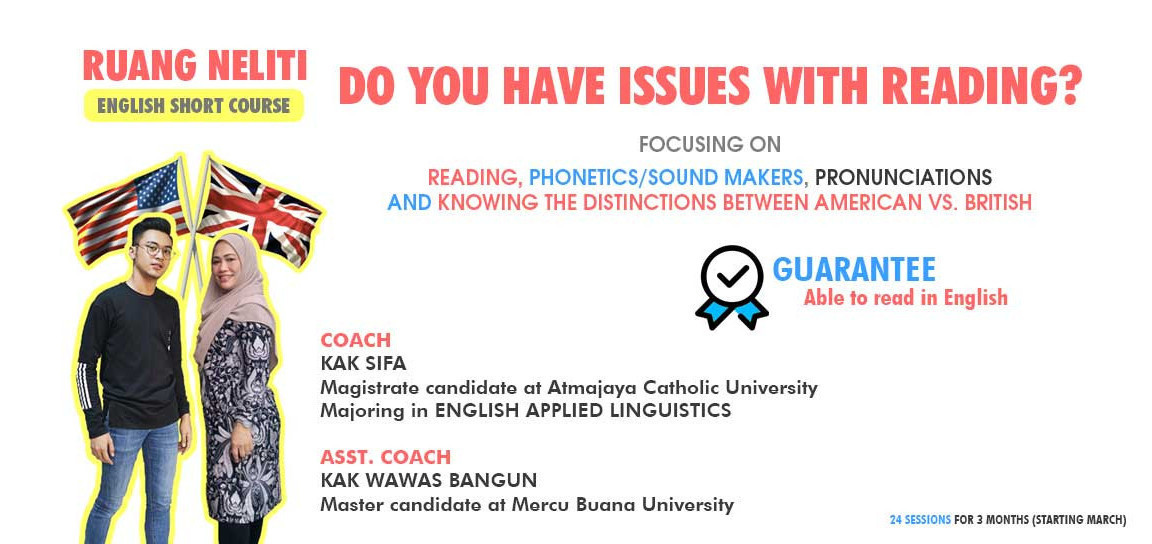 RUANG NELITI
ENGLISH SHORT COURSE
DO YOU HAVE ISSUES WITH READING?
FOCUSING ON
READING, PHONETICS/SOUND MAKERS, PRONUNCIATIONS
AND KNOWING THE DISTINCTIONS BETWEEN AMERICAN VS. BRITISH
GUARANTEE
Able to read in English
COACH
KAK SIFA
Magistrate candidate at Atmajaya Catholic University
Majoring in ENGLISH APPLIED LINGUISTICS
ASST. COACH
KAK WAWAS BANGUN
Master candidate at Mercu Buana University
24 SESSIONS FOR 3 MONTHS (STARTING MARCH)